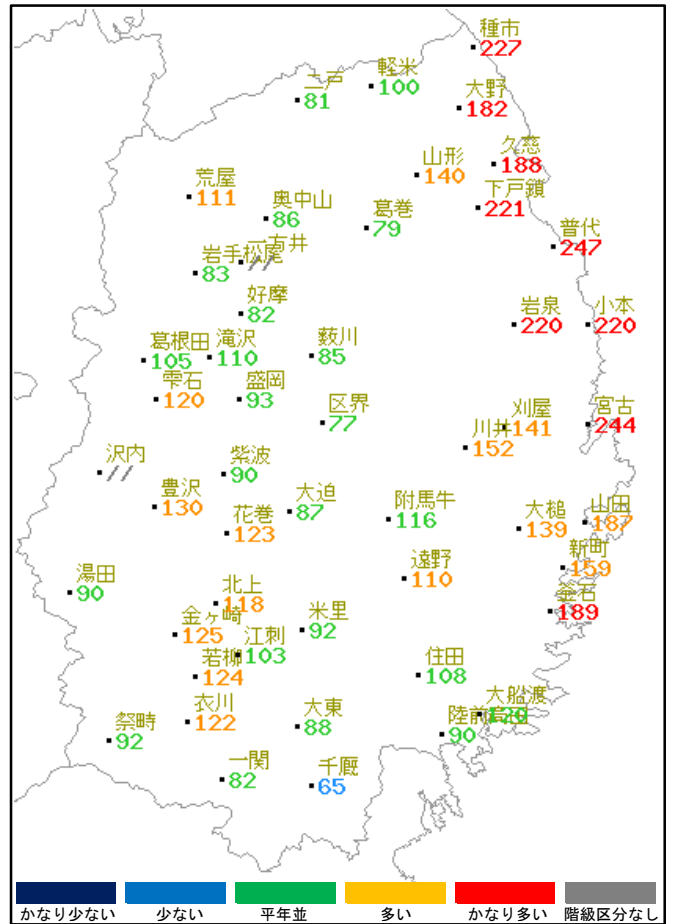 種市
227
軽米
100
二戸
81
大野
182
久慈
188
山形
140
荒屋
111
下戸鎖
221
奥中山
86
葛巻
79
普代
247
一方井
//
岩手松尾
83
好摩
82
岩泉
220
小本
220
葛根田
105
滝沢
110
薮川
85
雫石
120
盛岡
93
区界
77
刈屋
141
宮古
244
川井
152
沢内
//
紫波
90
豊沢
130
大迫
87
附馬牛
116
花巻
123
大槌
139
山田
187
新町
159
遠野
110
湯田
90
釜石
189
北上
118
金ヶ崎
125
米里
92
江刺
103
若柳
124
住田
108
衣川
122
大東
88
大船渡
120
陸前高田
90
祭畤
92
一関
82
千厩
65
かなり少ない 少ない 平年並 多い かなり多い 階級区分なし